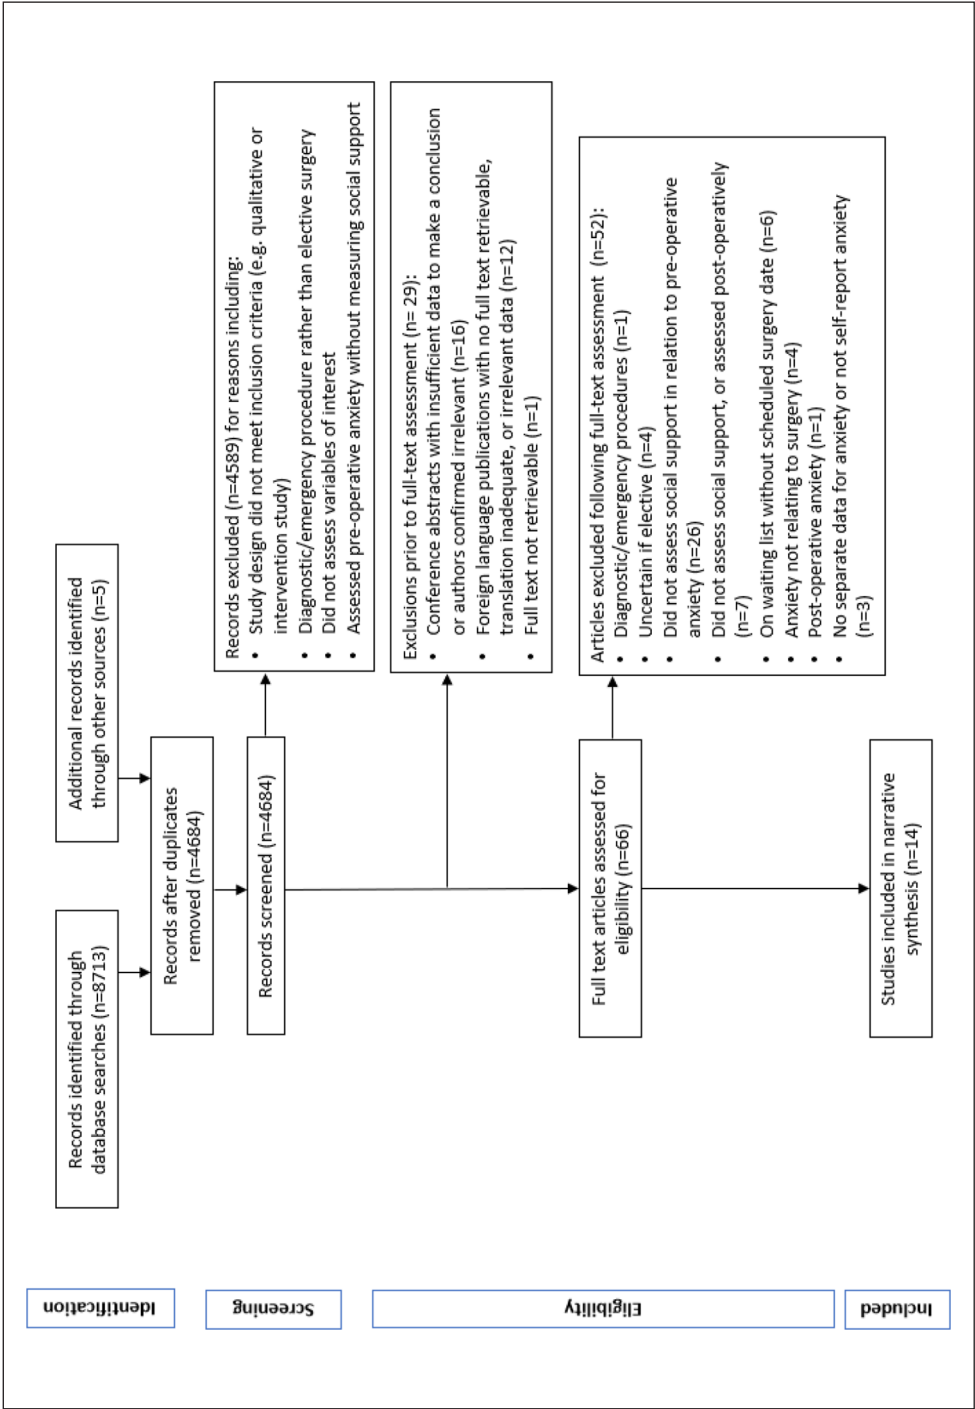 Records identified through
database searches (n=8713)
Additional records identified
through other sources (n=5)
Records after duplicates
removed (n=4684)
Records screened (n=4684)
Records excluded (n=4589) for reasons including:
• Study design did not meet inclusion criteria (e.g. qualitative or
intervention study)
• Diagnostic/emergency procedure rather than elective surgery
• Did not assess variables of interest
• Assessed pre-operative anxiety without measuring social support
Exclusions prior to full-text assessment (n= 29):
• Conference abstracts with insufficient data to make a conclusion
or authors confirmed irrelevant (n=16)
• Foreign language publications with no full text retrievable,
translation inadequate, or irrelevant data (n=12)
• Full text not retrievable (n=1)
Full text articles assessed for
eligibility (n=66)
Articles excluded following full-text assessment (n=52):
• Diagnostic/emergency procedures (n=1)
• Uncertain if elective (n=4)
• Did not assess social support in relation to pre-operative
anxiety (n=26)
• Did not assess social support, or assessed post-operatively
(n=7)
• On waiting list without scheduled surgery date (n=6)
• Anxiety not relating to surgery (n=4)
• Post-operative anxiety (n=1)
• No separate data for anxiety or not self-report anxiety
(n=3)
Studies included in narrative
synthesis (n=14)
Identification
Screening
Eligibility
Included